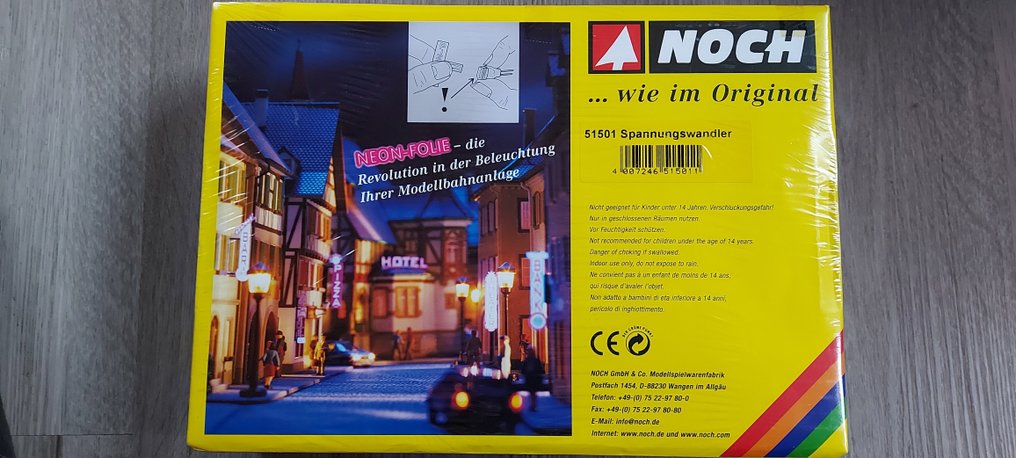 NOCH
... wie im Original
51501 Spannungswandler
4 007246 515011
NEON-FOLIE – die
Revolution in der Beleuchtung
Ihrer Modellbahnanlage
!
BAR
PIZZA
HOTEL
BANK
Nicht geeignet für Kinder unter 14 Jahren. Verschluckungsgefahr!
Nur in geschlossenen Räumen nutzen.
Vor Feuchtigkeit schützen.
Not recommended for children under the age of 14 years.
Danger of choking if swallowed.
Indoor use only, do not expose to rain.
Ne convient pas à un enfant de moins de 14 ans,
qui risque d'avaler l'objet.
Non adatto a bambini di eta inferiore a 14 anni,
pericolo di inghiottimento.
CE
DER GRÜNE PUNKT
NOCH GmbH & Co. Modellspielwarenfabrik
Postfach 1454, D-88230 Wangen im Allgäu
Telefon: +49-(0) 75 22-97 80-0
Fax: +49-(0) 75 22-97 80-80
E-Mail: info@noch.de
Internet: www.noch.de und www.noch.com